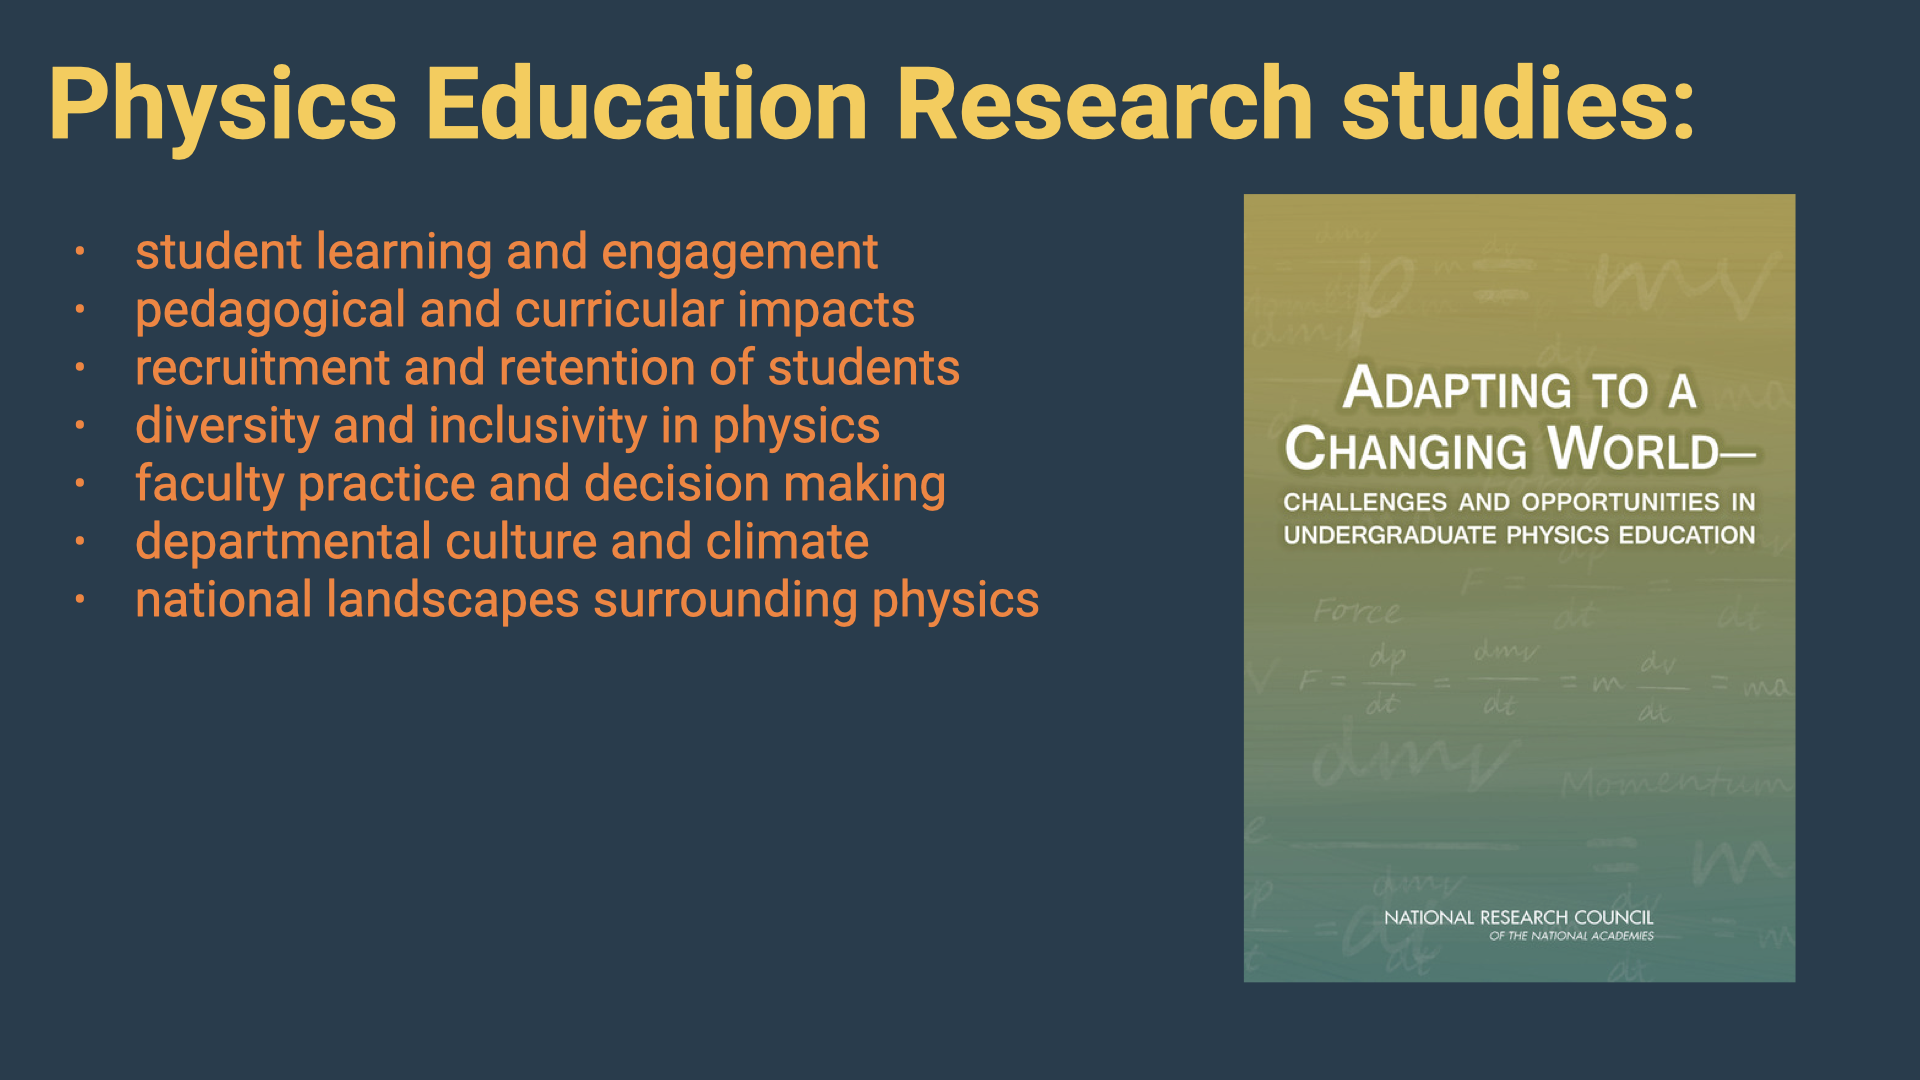 Physics Education Research studies:
· student learning and engagement
· pedagogical and curricular impacts
· recruitment and retention of students
· diversity and inclusivity in physics
· faculty practice and decision making
· departmental culture and climate
· national landscapes surrounding physics
p = mv
ADAPTING TO A
CHANGING WORLD—
CHALLENGES AND OPPORTUNITIES IN
UNDERGRADUATE PHYSICS EDUCATION
Force
F = dp/dt = dmv/dt = m dv/dt = ma
dmv
Momentum
NATIONAL RESEARCH COUNCIL
OF THE NATIONAL ACADEMIES